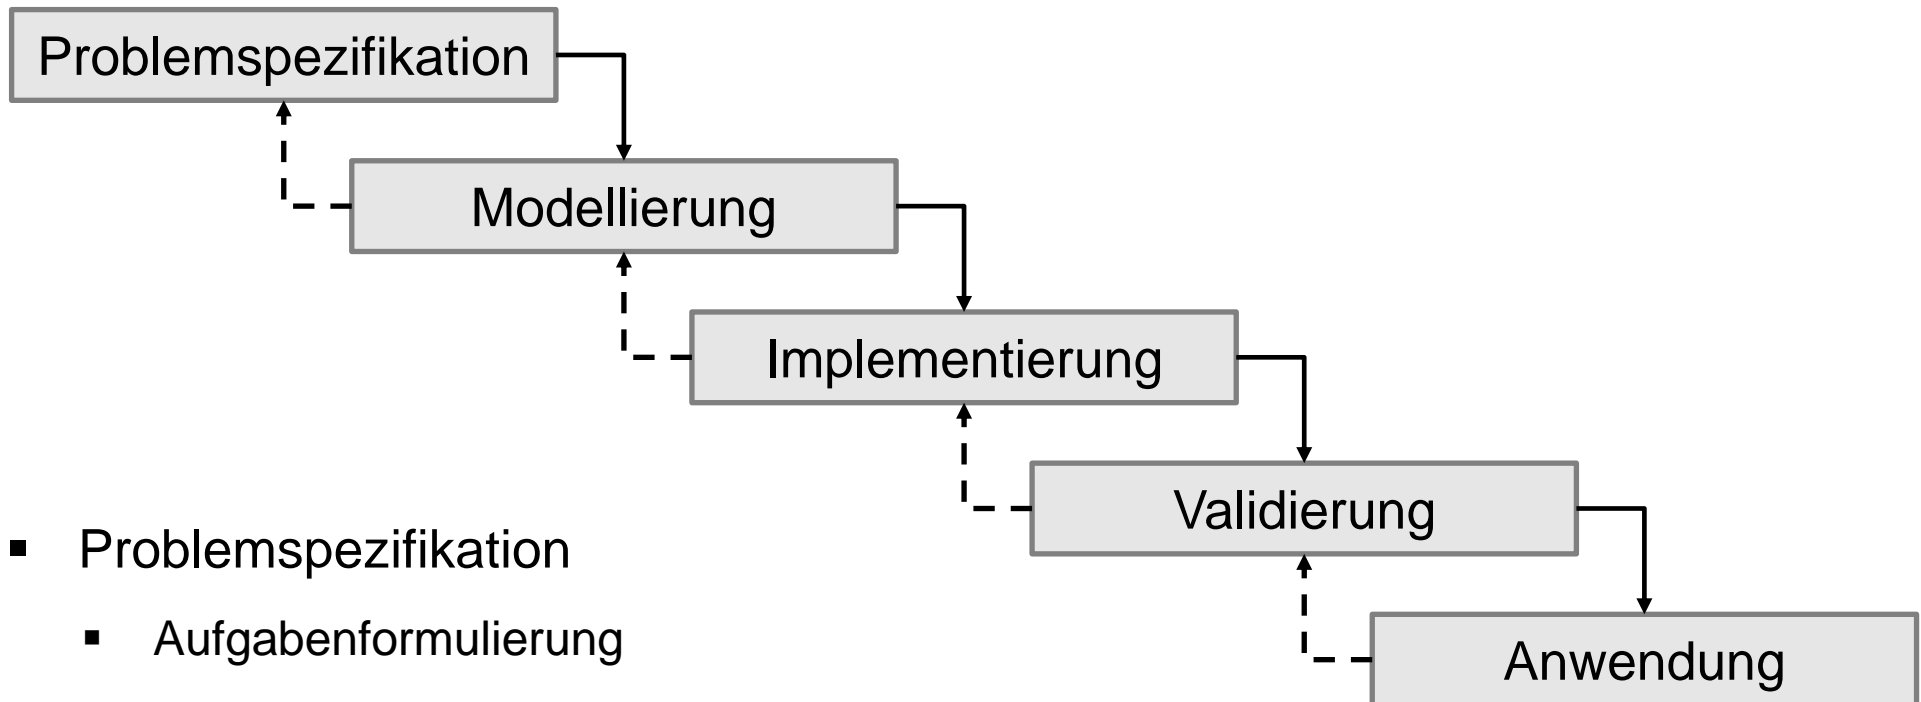 Problemspezifikation
Modellierung
Implementierung
Validierung
▪ Problemspezifikation
▪ Aufgabenformulierung
Anwendung